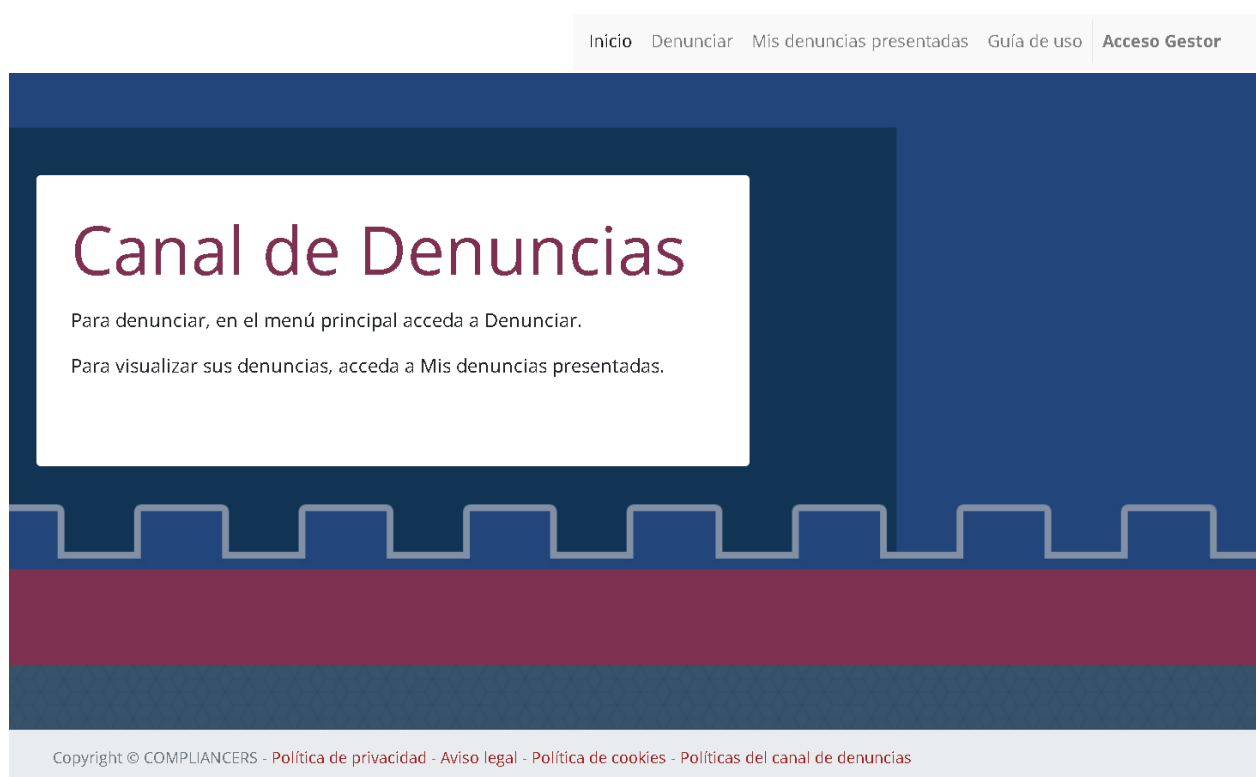 Inicio Denunciar Mis denuncias presentadas Guía de uso Acceso Gestor
Canal de Denuncias
Para denunciar, en el menú principal acceda a Denunciar.
Para visualizar sus denuncias, acceda a Mis denuncias presentadas.
Copyright © COMPLIANCERS - Política de privacidad - Aviso legal - Política de cookies - Políticas del canal de denuncias